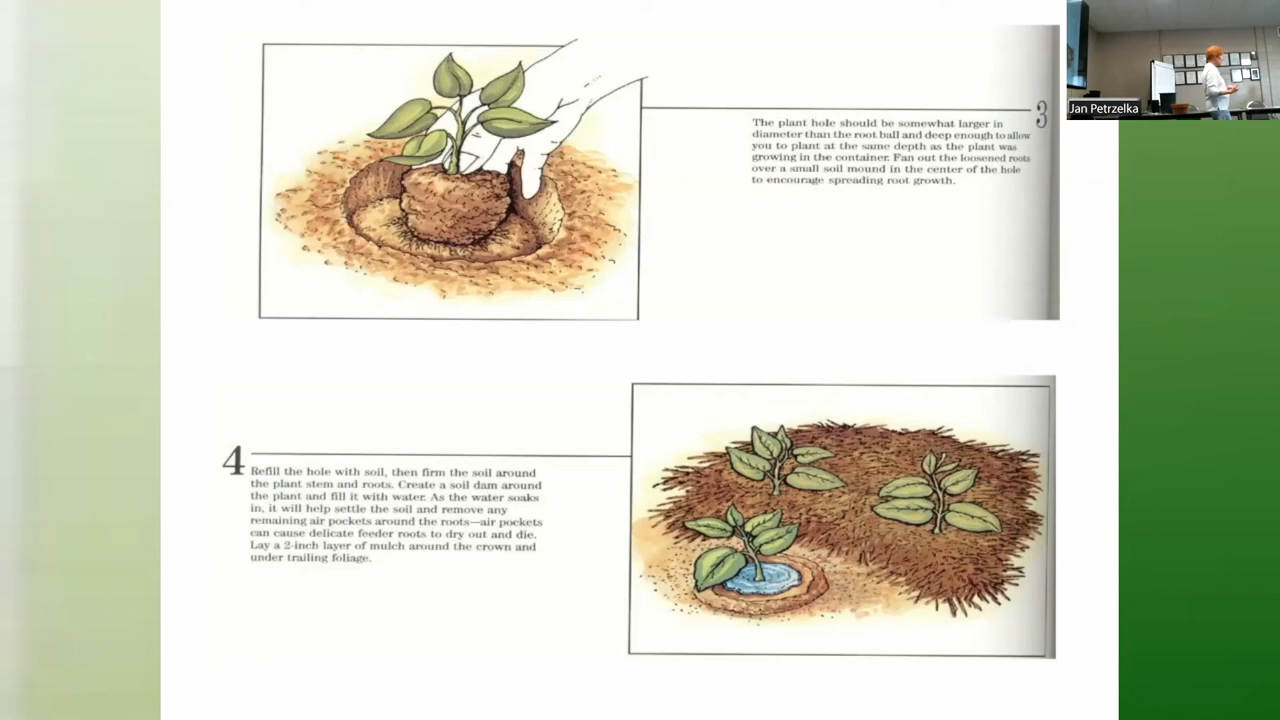 Jan Petrzelka
3
The plant hole should be somewhat larger in
diameter than the root ball and deep enough to allow
you to plant at the same depth as the plant was
growing in the container. Fan out the loosened roots
over a small soil mound in the center of the hole
to encourage spreading root growth.
4
Refill the hole with soil, then firm the soil around
the plant stem and roots. Create a soil dam around
the plant and fill it with water. As the water soaks
in, it will help settle the soil and remove any
remaining air pockets around the roots—air pockets
can cause delicate feeder roots to dry out and die.
Lay a 2-inch layer of mulch around the crown and
under trailing foliage.